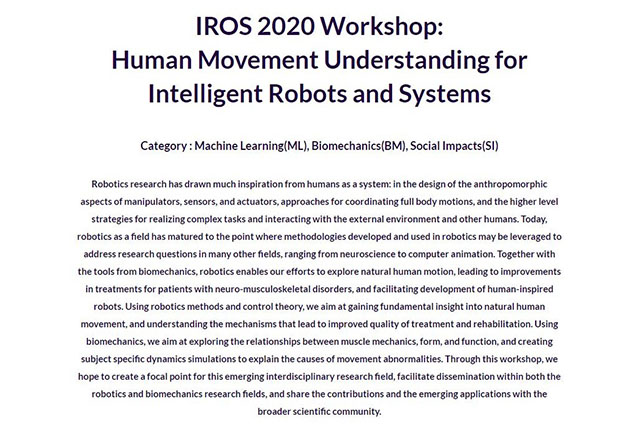 IROS 2020 Workshop:
Human Movement Understanding for
Intelligent Robots and Systems
Category : Machine Learning(ML), Biomechanics(BM), Social Impacts(SI)
Robotics research has drawn much inspiration from humans as a system: in the design of the anthropomorphic
aspects of manipulators, sensors, and actuators, approaches for coordinating full body motions, and the higher level
strategies for realizing complex tasks and interacting with the external environment and other humans. Today,
robotics as a field has matured to the point where methodologies developed and used in robotics may be leveraged to
address research questions in many other fields, ranging from neuroscience to computer animation. Together with
the tools from biomechanics, robotics enables our efforts to explore natural human motion, leading to improvements
in treatments for patients with neuro-musculoskeletal disorders, and facilitating development of human-inspired
robots. Using robotics methods and control theory, we aim at gaining fundamental insight into natural human
movement, and understanding the mechanisms that lead to improved quality of treatment and rehabilitation. Using
biomechanics, we aim at exploring the relationships between muscle mechanics, form, and function, and creating
subject specific dynamics simulations to explain the causes of movement abnormalities. Through this workshop, we
hope to create a focal point for this emerging interdisciplinary research field, facilitate dissemination within both the
robotics and biomechanics research fields, and share the contributions and the emerging applications with the
broader scientific community.